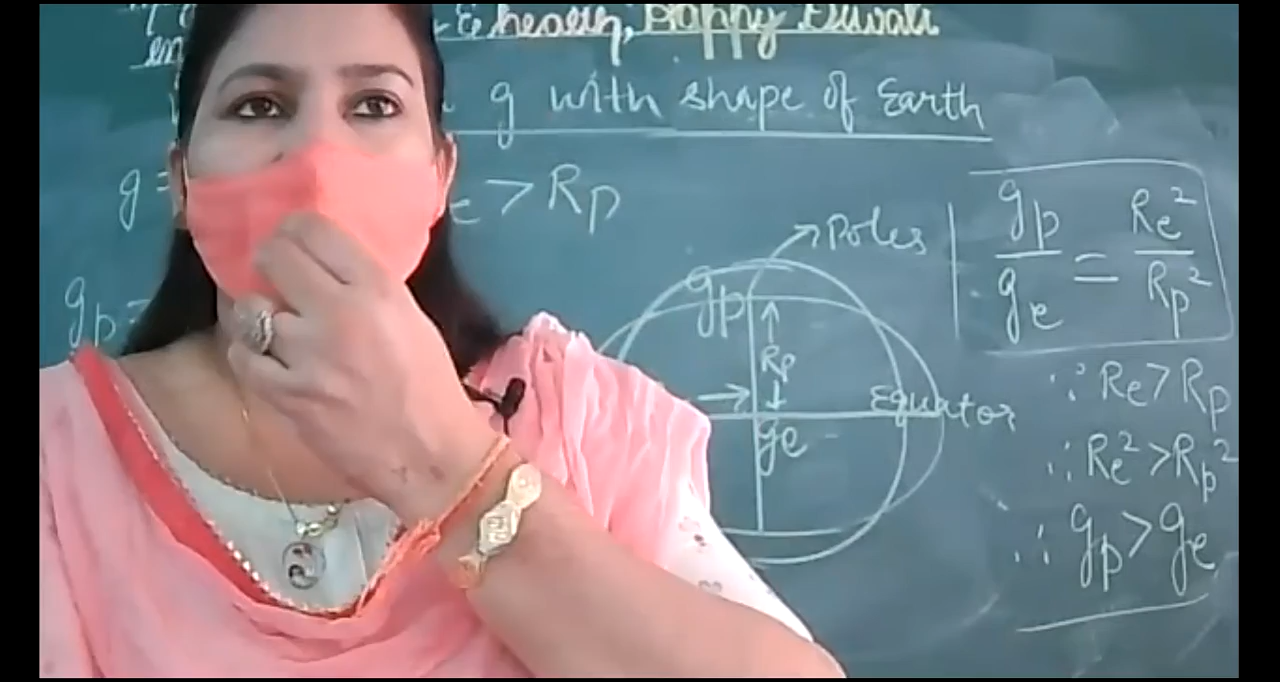 & health, Happy Diwali
g with shape of Earth
g =
> Rp
gp =
Poles
gp
Rp
Equator
ge
gp/ge = Re²/Rp²
∵ Re > Rp
∴ Re² > Rp²
∴ gp > ge